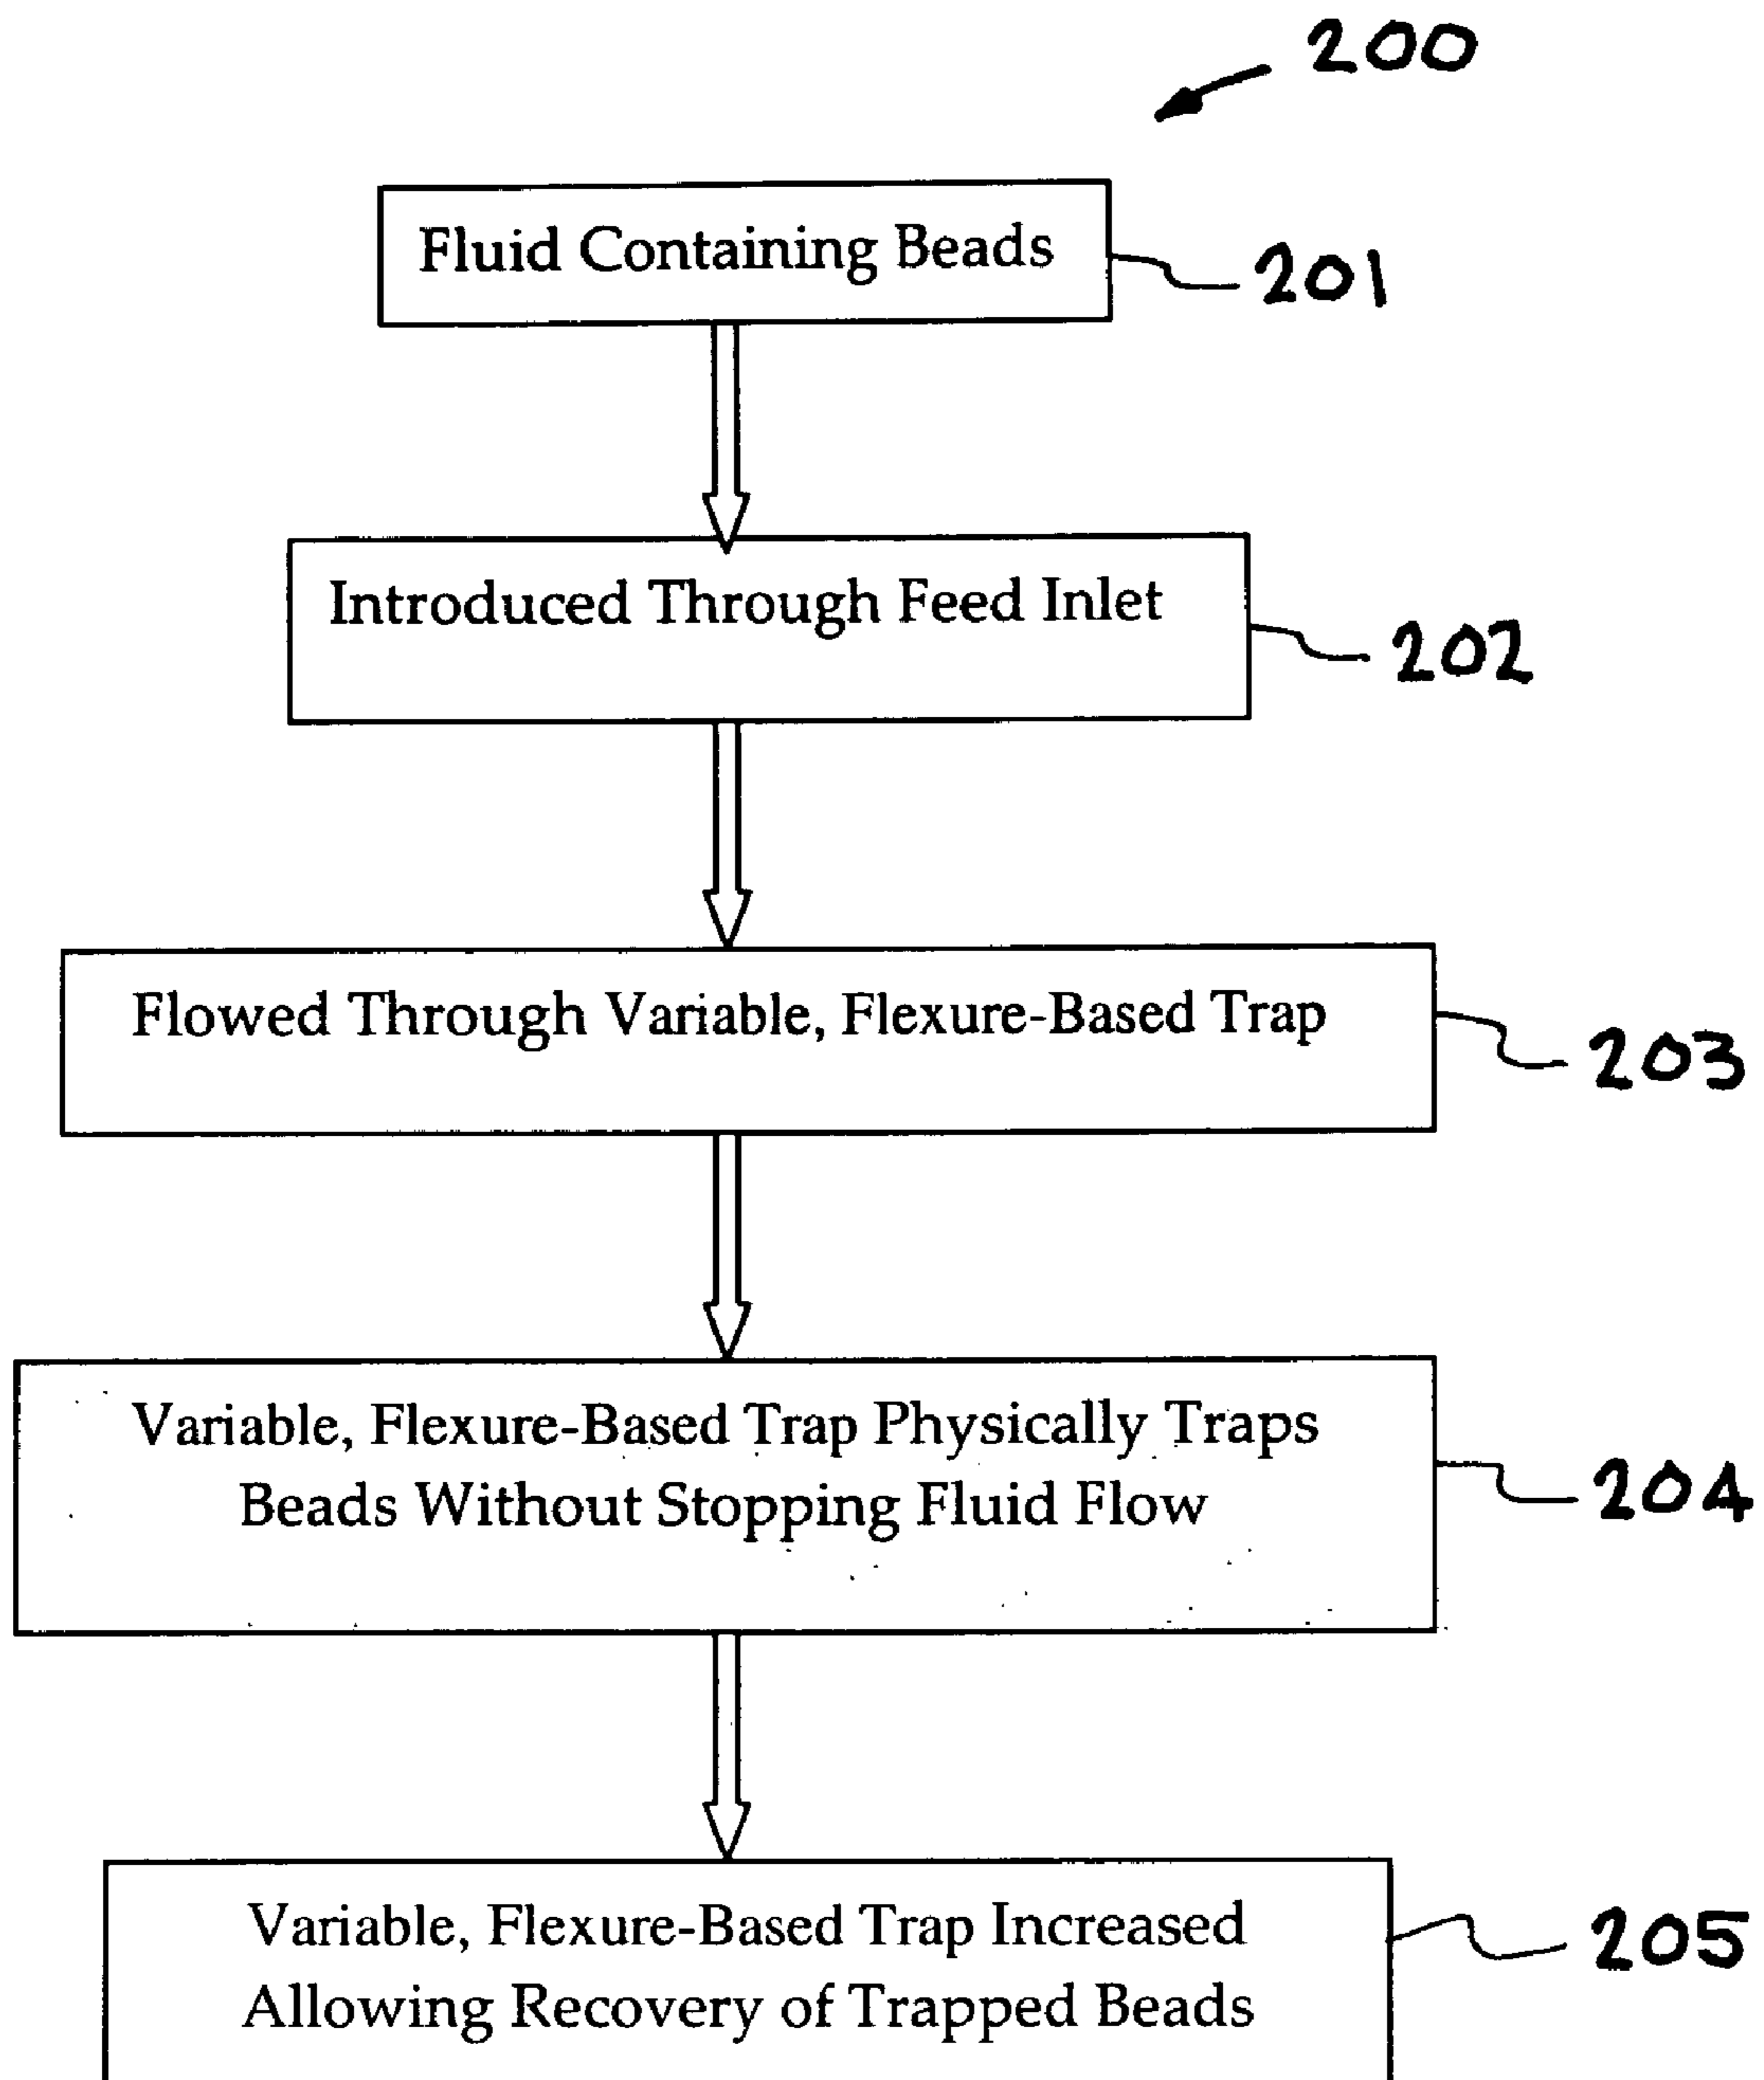 200
Fluid Containing Beads
201
Introduced Through Feed Inlet
202
Flowed Through Variable, Flexure-Based Trap
203
Variable, Flexure-Based Trap Physically Traps
Beads Without Stopping Fluid Flow
204
Variable, Flexure-Based Trap Increased
Allowing Recovery of Trapped Beads
205